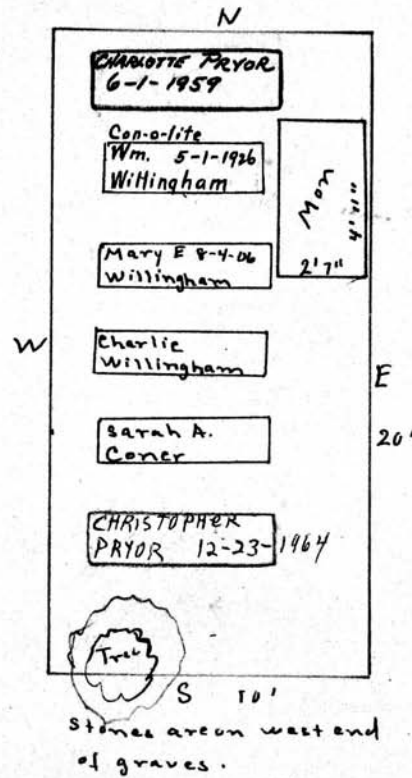 N
CHARLOTTE PRYOR
6-1-1959
Con-o-lite
Wm. 5-1-1926
Willingham
Mon
4'11"
2'7"
Mary E 8-4-06
Willingham
W
Charlie
Willingham
E
20'
Sarah A.
Coner
CHRISTOPHER
PRYOR 12-23-1964
Tree
S 10'
Stones are on west end
of graves.